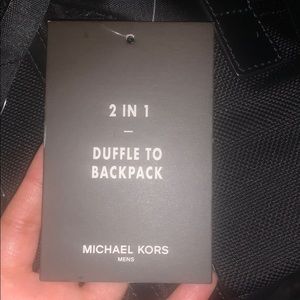 2 IN 1
—
DUFFLE TO
BACKPACK
MICHAEL KORS
MENS